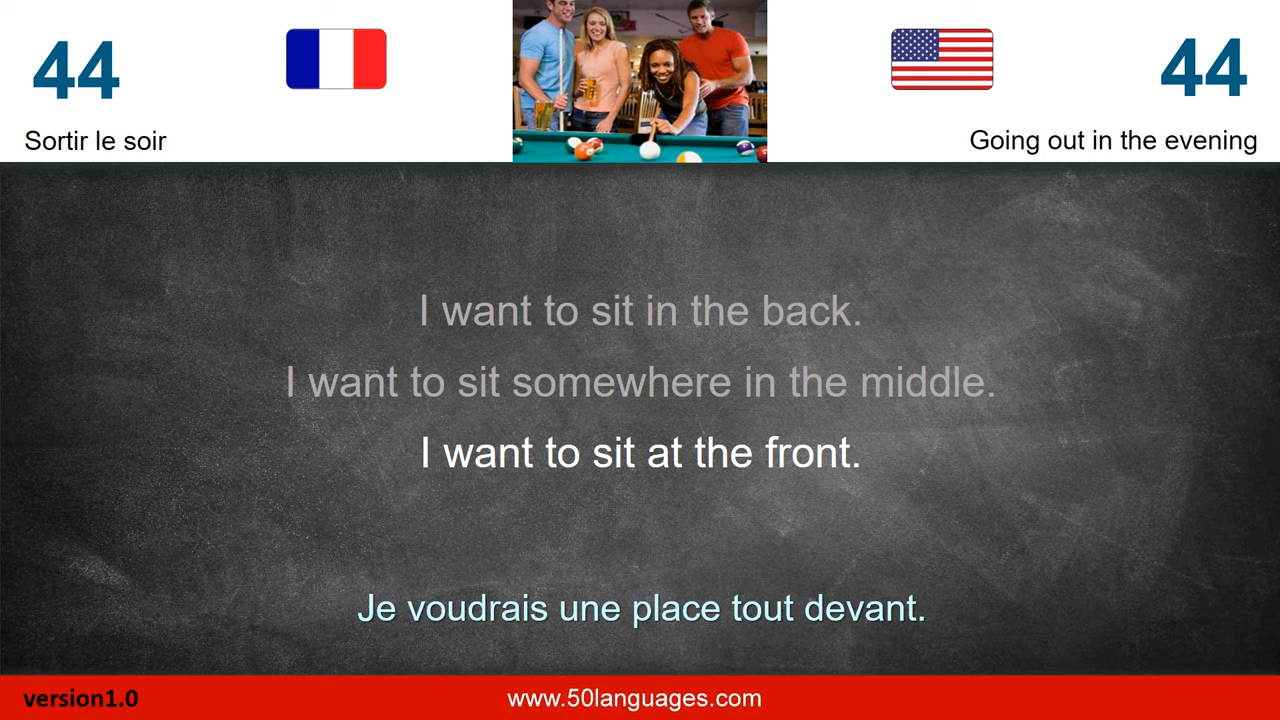 44
44
Sortir le soir
Going out in the evening
I want to sit in the back.
I want to sit somewhere in the middle.
I want to sit at the front.
Je voudrais une place tout devant.
version1.0
www.50languages.com